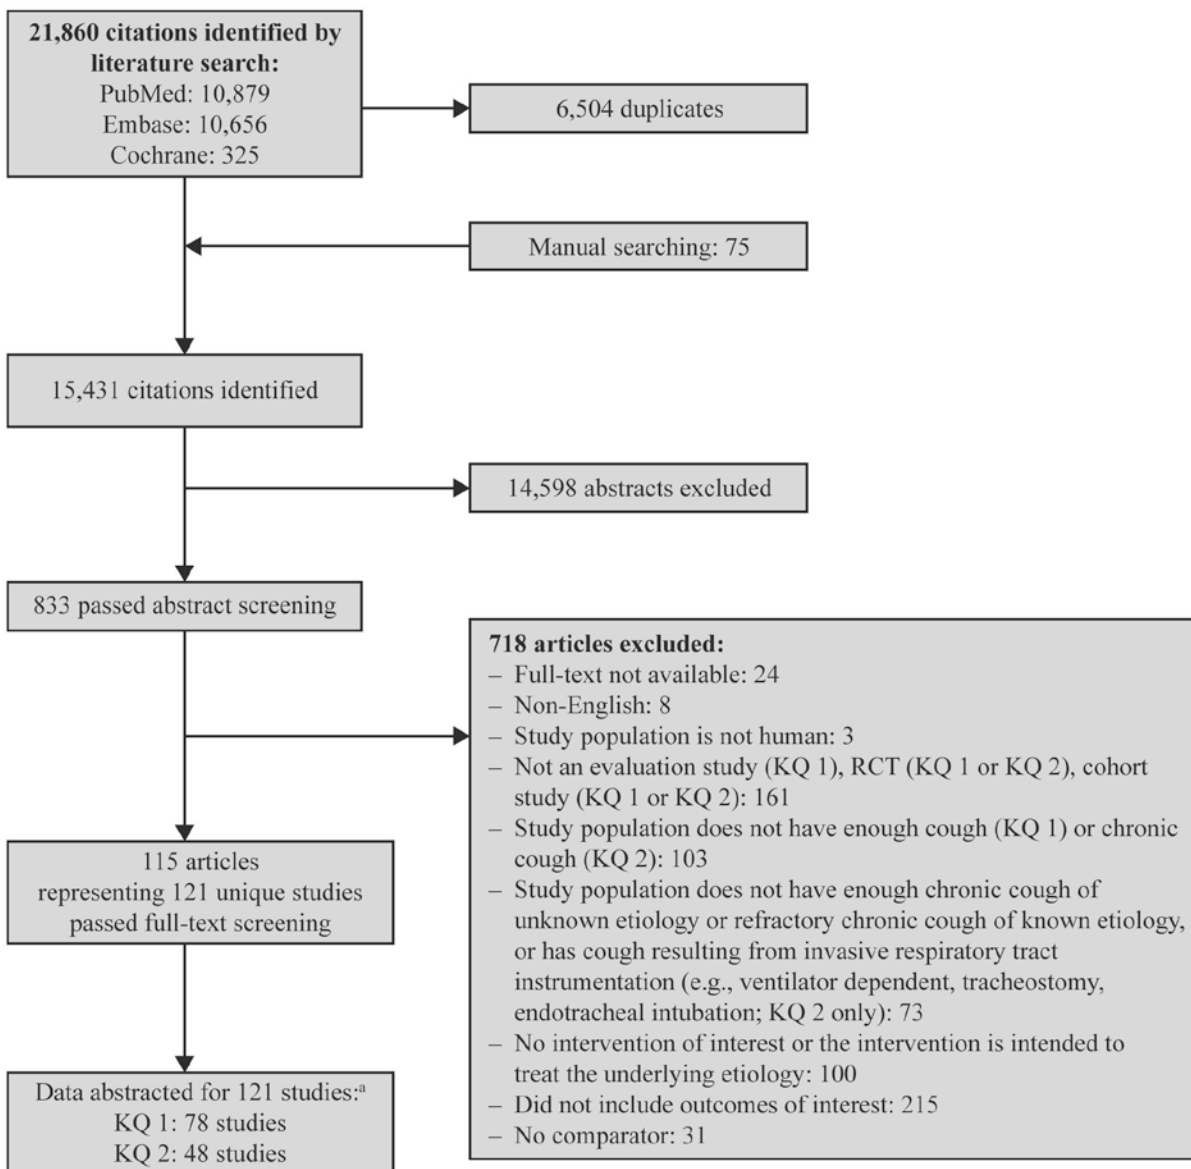 21,860 citations identified by
literature search:
PubMed: 10,879
Embase: 10,656
Cochrane: 325
6,504 duplicates
Manual searching: 75
15,431 citations identified
14,598 abstracts excluded
833 passed abstract screening
718 articles excluded:
– Full-text not available: 24
– Non-English: 8
– Study population is not human: 3
– Not an evaluation study (KQ 1), RCT (KQ 1 or KQ 2), cohort
study (KQ 1 or KQ 2): 161
– Study population does not have enough cough (KQ 1) or chronic
cough (KQ 2): 103
– Study population does not have enough chronic cough of
unknown etiology or refractory chronic cough of known etiology,
or has cough resulting from invasive respiratory tract
instrumentation (e.g., ventilator dependent, tracheostomy,
endotracheal intubation; KQ 2 only): 73
– No intervention of interest or the intervention is intended to
treat the underlying etiology: 100
– Did not include outcomes of interest: 215
– No comparator: 31
115 articles
representing 121 unique studies
passed full-text screening
Data abstracted for 121 studies:ᵃ
KQ 1: 78 studies
KQ 2: 48 studies